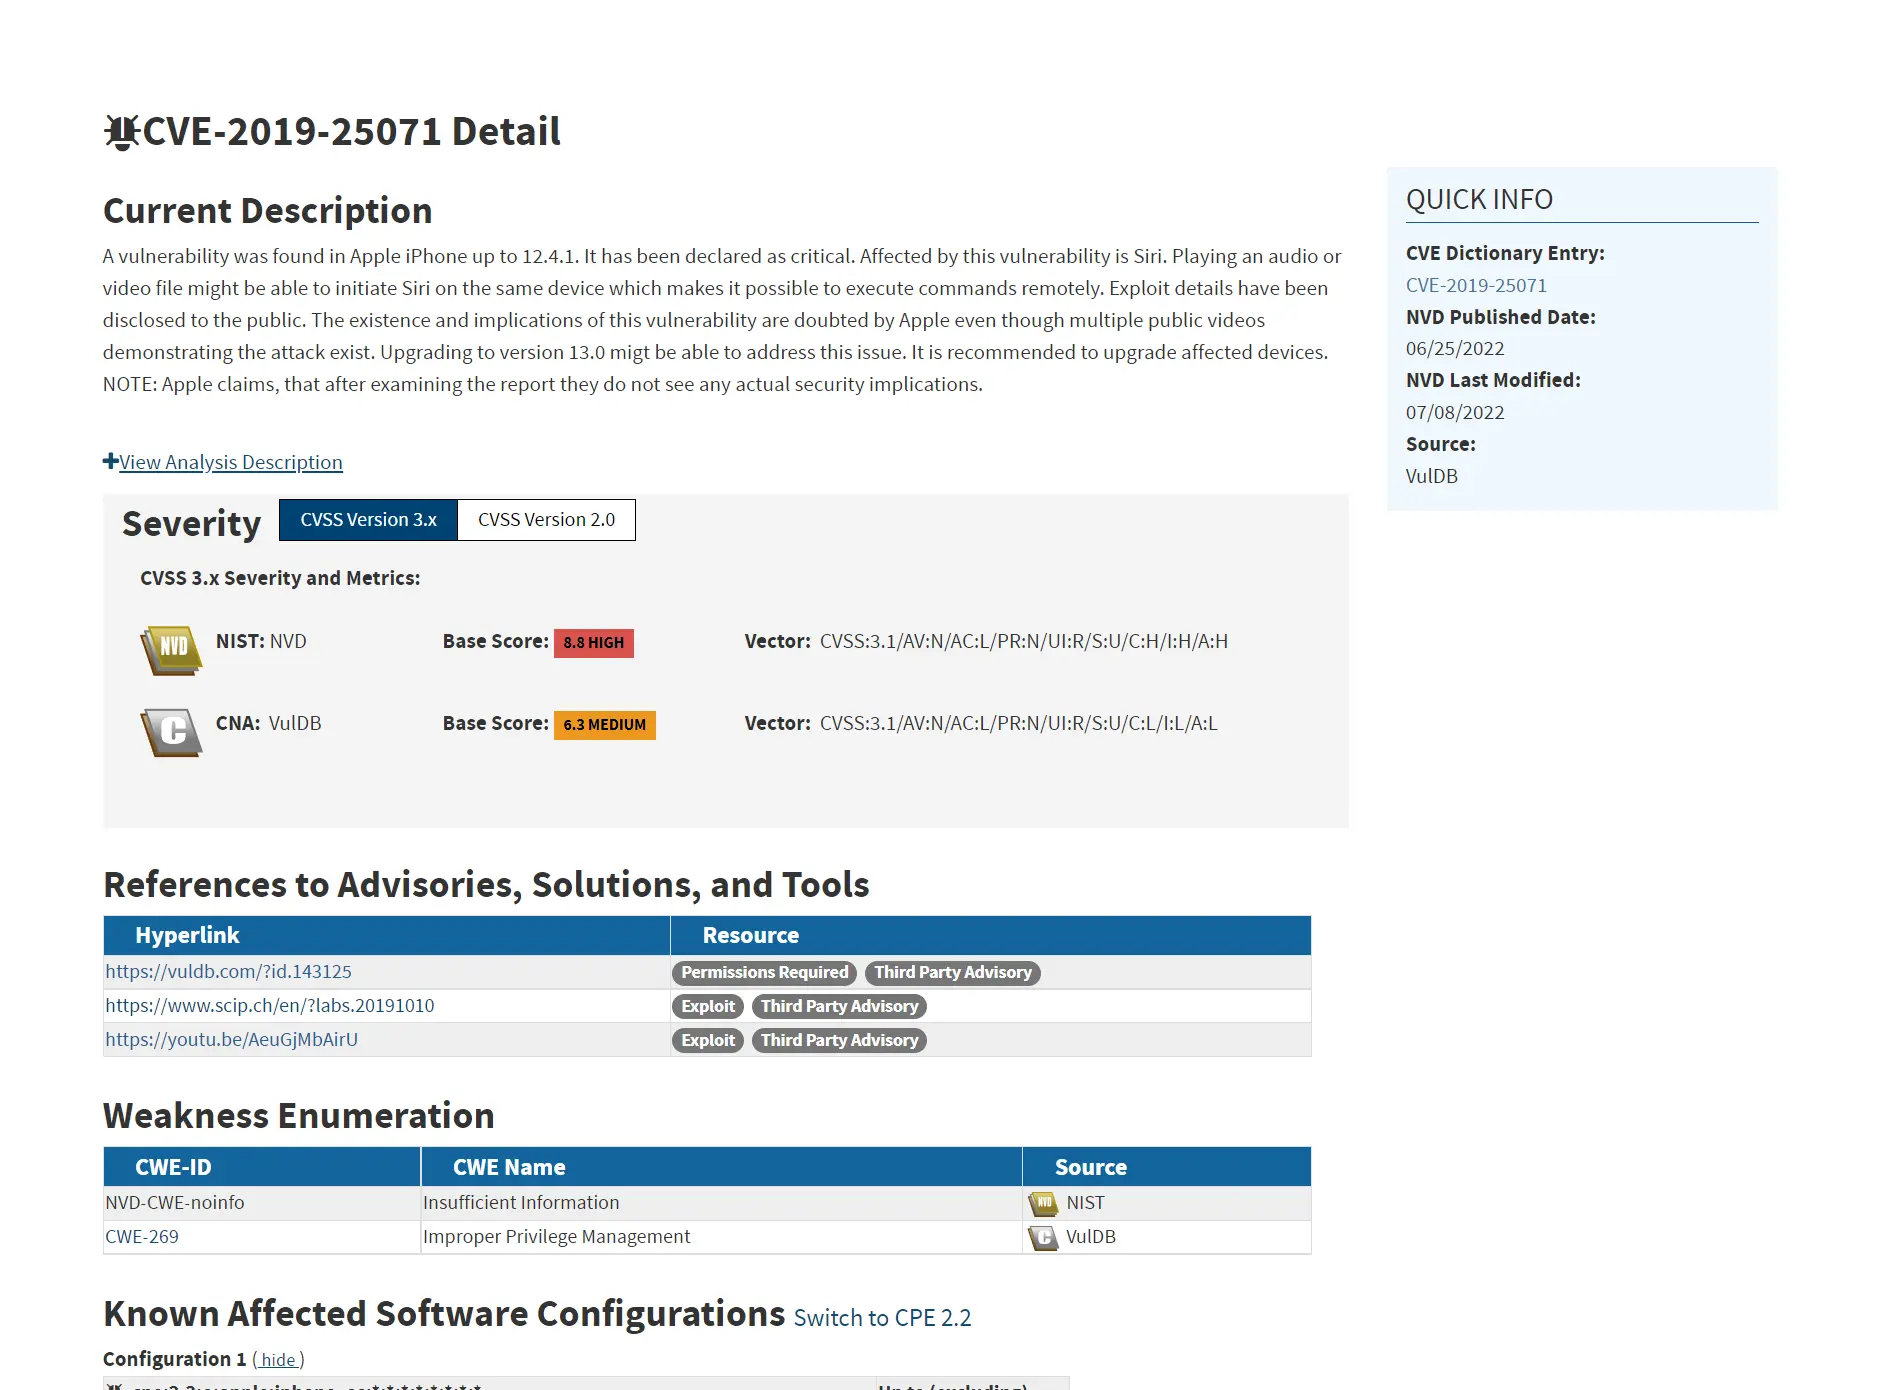 CVE-2019-25071 Detail
Current Description
A vulnerability was found in Apple iPhone up to 12.4.1. It has been declared as critical. Affected by this vulnerability is Siri. Playing an audio or
video file might be able to initiate Siri on the same device which makes it possible to execute commands remotely. Exploit details have been
disclosed to the public. The existence and implications of this vulnerability are doubted by Apple even though multiple public videos
demonstrating the attack exist. Upgrading to version 13.0 migt be able to address this issue. It is recommended to upgrade affected devices.
NOTE: Apple claims, that after examining the report they do not see any actual security implications.
View Analysis Description
QUICK INFO
CVE Dictionary Entry:
CVE-2019-25071
NVD Published Date:
06/25/2022
NVD Last Modified:
07/08/2022
Source:
VulDB
Severity CVSS Version 3.x CVSS Version 2.0
CVSS 3.x Severity and Metrics:
NVD NIST: NVD Base Score: 8.8 HIGH Vector: CVSS:3.1/AV:N/AC:L/PR:N/UI:R/S:U/C:H/I:H/A:H
C CNA: VulDB Base Score: 6.3 MEDIUM Vector: CVSS:3.1/AV:N/AC:L/PR:N/UI:R/S:U/C:L/I:L/A:L
References to Advisories, Solutions, and Tools
Hyperlink Resource
https://vuldb.com/?id.143125 Permissions Required Third Party Advisory
https://www.scip.ch/en/?labs.20191010 Exploit Third Party Advisory
https://youtu.be/AeuGjMbAirU Exploit Third Party Advisory
Weakness Enumeration
CWE-ID CWE Name Source
NVD-CWE-noinfo Insufficient Information NVD NIST
CWE-269 Improper Privilege Management C VulDB
Known Affected Software Configurations Switch to CPE 2.2
Configuration 1 ( hide )
Up to (excluding)